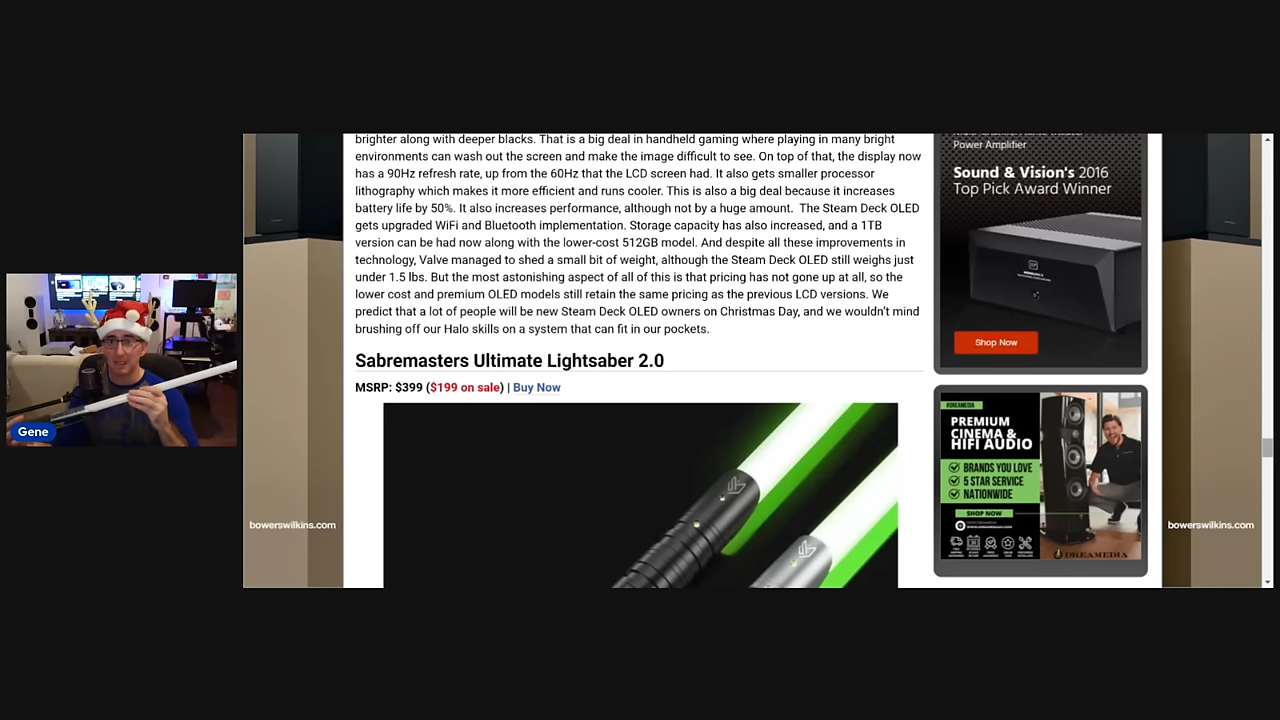 brighter along with deeper blacks. That is a big deal in handheld gaming where playing in many bright
environments can wash out the screen and make the image difficult to see. On top of that, the display now
has a 90Hz refresh rate, up from the 60Hz that the LCD screen had. It also gets smaller processor
lithography which makes it more efficient and runs cooler. This is also a big deal because it increases
battery life by 50%. It also increases performance, although not by a huge amount.  The Steam Deck OLED
gets upgraded WiFi and Bluetooth implementation. Storage capacity has also increased, and a 1TB
version can be had now along with the lower-cost 512GB model. And despite all these improvements in
technology, Valve managed to shed a small bit of weight, although the Steam Deck OLED still weighs just
under 1.5 lbs. But the most astonishing aspect of all of this is that pricing has not gone up at all, so the
lower cost and premium OLED models still retain the same pricing as the previous LCD versions. We
predict that a lot of people will be new Steam Deck OLED owners on Christmas Day, and we wouldn't mind
brushing off our Halo skills on a system that can fit in our pockets.
Sabremasters Ultimate Lightsaber 2.0
MSRP: $399 ($199 on sale) | Buy Now
Power Amplifier
Sound & Vision's 2016
Top Pick Award Winner
Shop Now
#DREAMEDIA
PREMIUM
CINEMA &
HIFI AUDIO
BRANDS YOU LOVE
5 STAR SERVICE
NATIONWIDE
SHOP NOW
DREAMEDIA
Gene
bowerswilkins.com
bowerswilkins.com